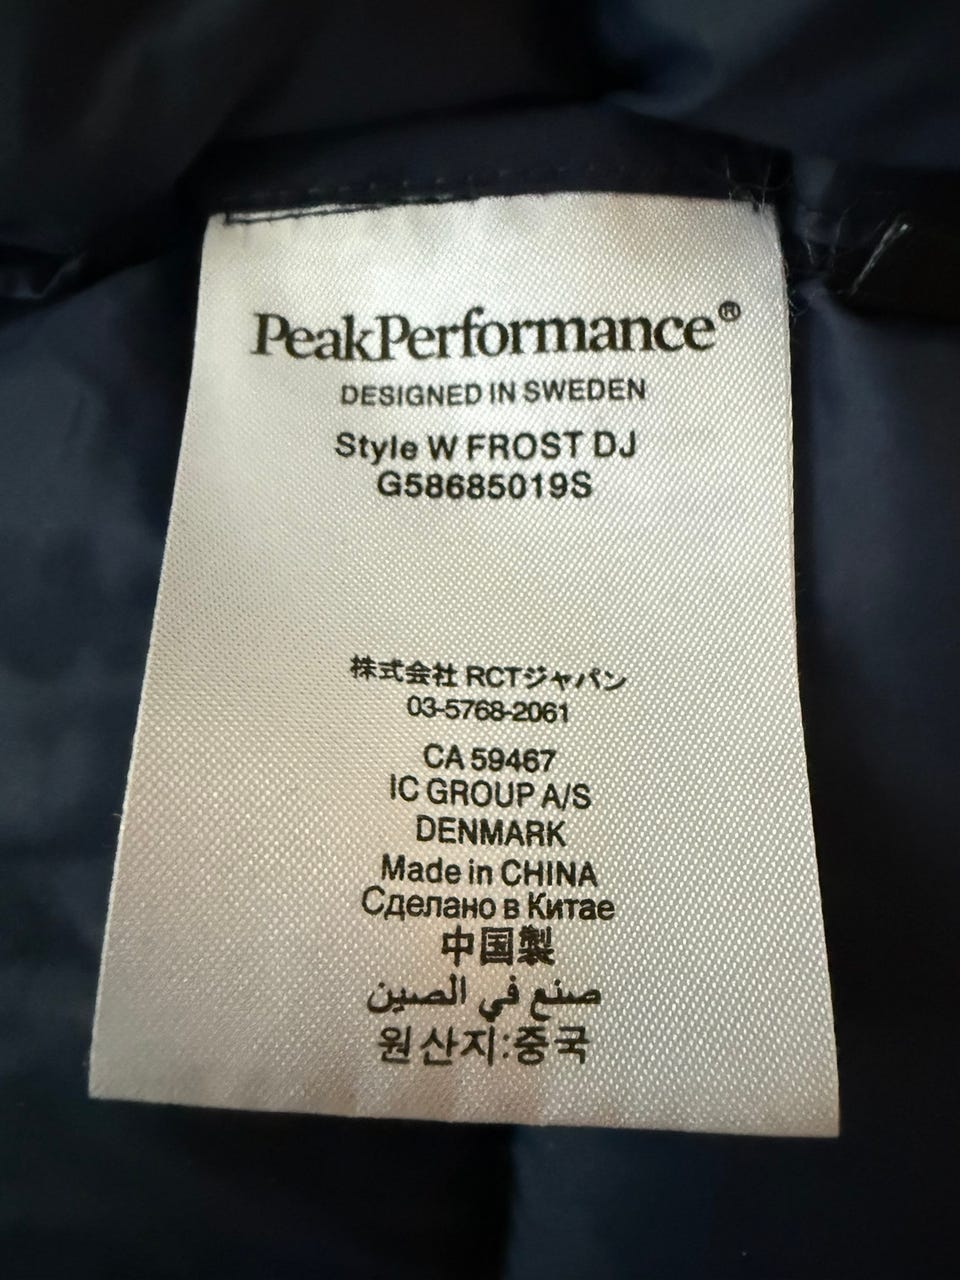 PeakPerformance®
DESIGNED IN SWEDEN
Style W FROST DJ
G58685019S
株式会社 RCTジャパン
03-5768-2061
CA 59467
IC GROUP A/S
DENMARK
Made in CHINA
Сделано в Китае
中国製
صنع في الصين
원산지:중국